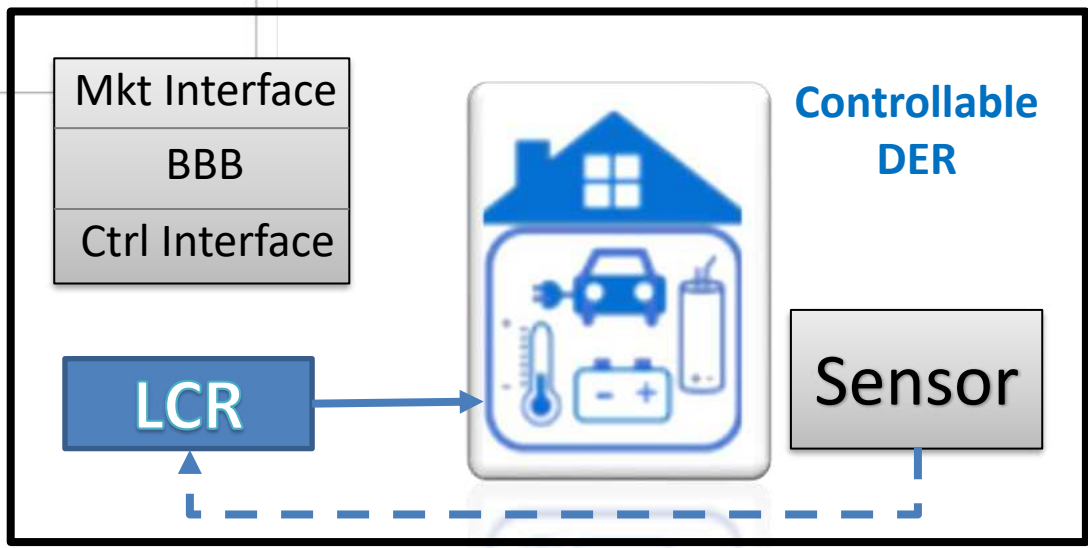 Mkt Interface
BBB
Ctrl Interface
Controllable
DER
LCR
Sensor